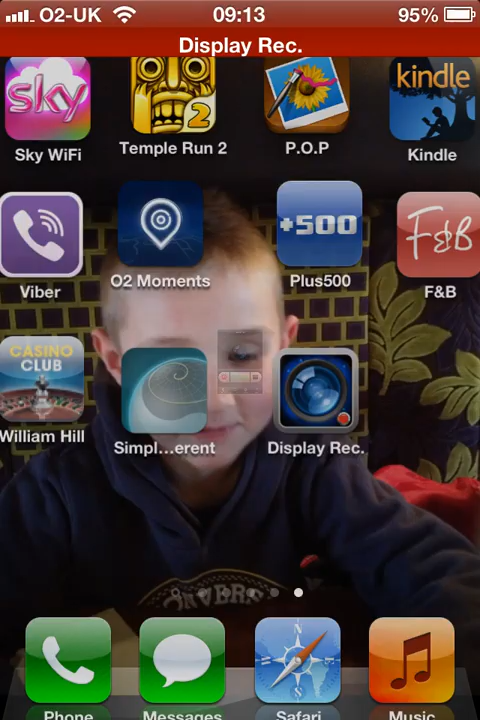 O2-UK 09:13 95%
Display Rec.
sky 2 kindle
Sky WiFi Temple Run 2 P.O.P Kindle
+500 F&B
Viber O2 Moments Plus500 F&B
CASINO
CLUB
William Hill Simpl...erent Display Rec.
Phone Messages Safari Music